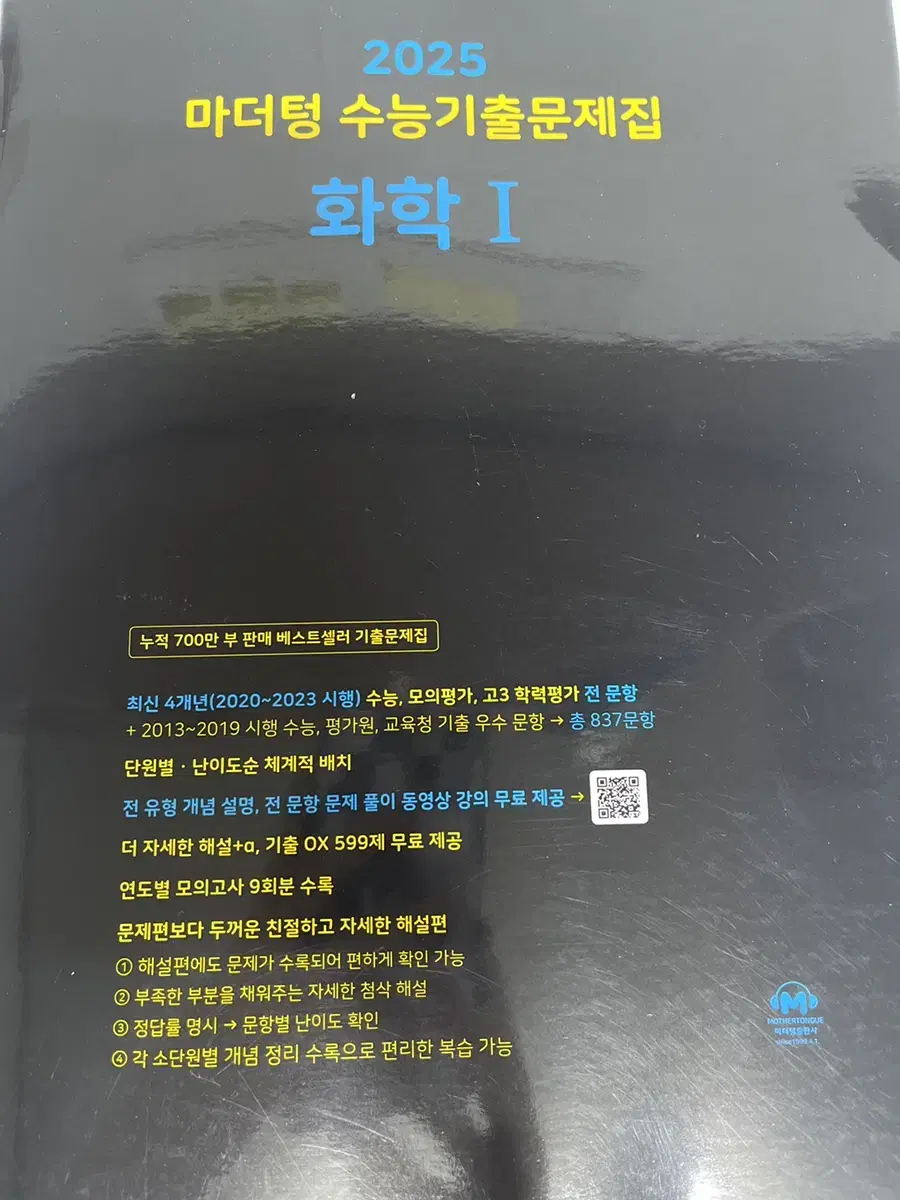 2025
마더텅 수능기출문제집
화학 I
누적 700만 부 판매 베스트셀러 기출문제집
최신 4개년(2020~2023 시행) 수능, 모의평가, 고3 학력평가 전 문항
+ 2013~2019 시행 수능, 평가원, 교육청 기출 우수 문항 → 총 837문항
단원별 · 난이도순 체계적 배치
전 유형 개념 설명, 전 문항 문제 풀이 동영상 강의 무료 제공 →
더 자세한 해설+α, 기출 OX 599제 무료 제공
연도별 모의고사 9회분 수록
문제편보다 두꺼운 친절하고 자세한 해설편
① 해설편에도 문제가 수록되어 편하게 확인 가능
② 부족한 부분을 채워주는 자세한 첨삭 해설
③ 정답률 명시 → 문항별 난이도 확인
④ 각 소단원별 개념 정리 수록으로 편리한 복습 가능
M
MOTHERTONGUE
마더텅출판사
since1999.4.1.